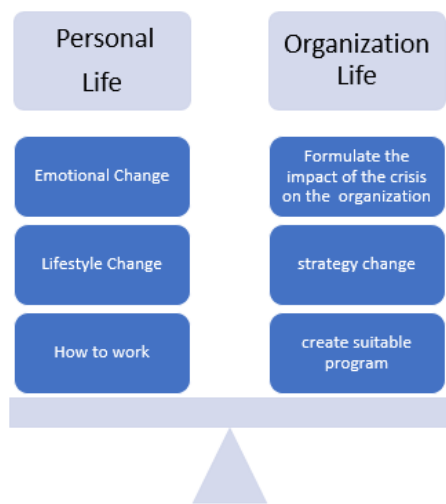 Personal
Life
Organization
Life
Emotional Change
Formulate the
impact of the crisis
on the organization
Lifestyle Change
strategy change
How to work
create suitable
program